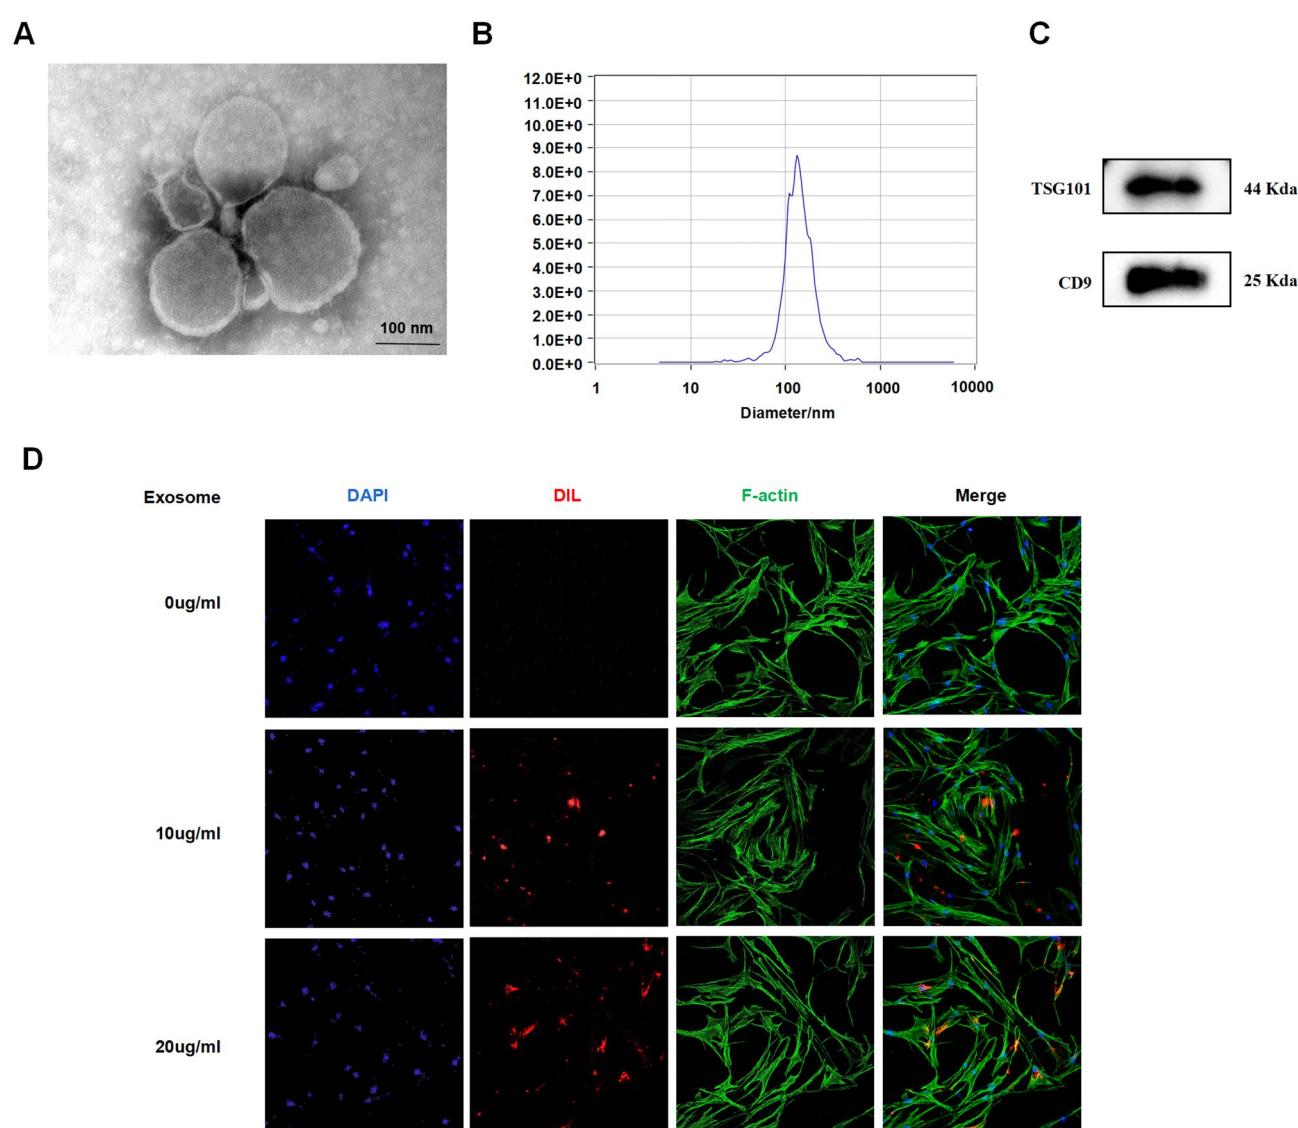 A
B
C
100 nm
12.0E+0
11.0E+0
10.0E+0
9.0E+0
8.0E+0
7.0E+0
6.0E+0
5.0E+0
4.0E+0
3.0E+0
2.0E+0
1.0E+0
0.0E+0
1 10 100 1000 10000
Diameter/nm
TSG101 44 Kda
CD9 25 Kda
D
Exosome DAPI DIL F-actin Merge
0ug/ml
10ug/ml
20ug/ml